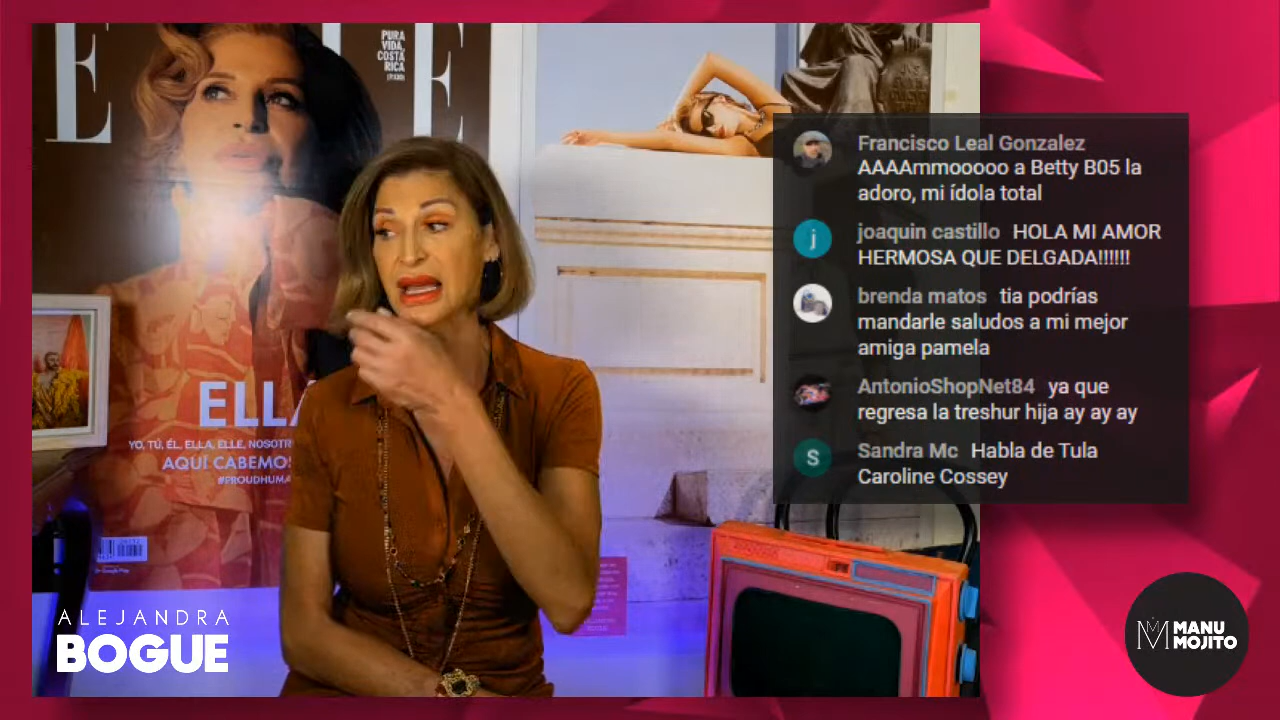 ELLE
PURA
VIDA,
COSTA
RICA
(P.130)
ELLA
YO, TÚ, ÉL, ELLA, ELLE, NOSOTR
AQUÍ CABEMOS
#PROUDHUMA
ALEJANDRA
BOGUE
Francisco Leal Gonzalez
AAAAmmooooo a Betty B05 la
adoro, mi ídola total
j
joaquin castillo HOLA MI AMOR
HERMOSA QUE DELGADA!!!!!!
brenda matos tia podrías
mandarle saludos a mi mejor
amiga pamela
AntonioShopNet84 ya que
regresa la treshur hija ay ay ay
S
Sandra Mc Habla de Tula
Caroline Cossey
M
MANU
MOJITO